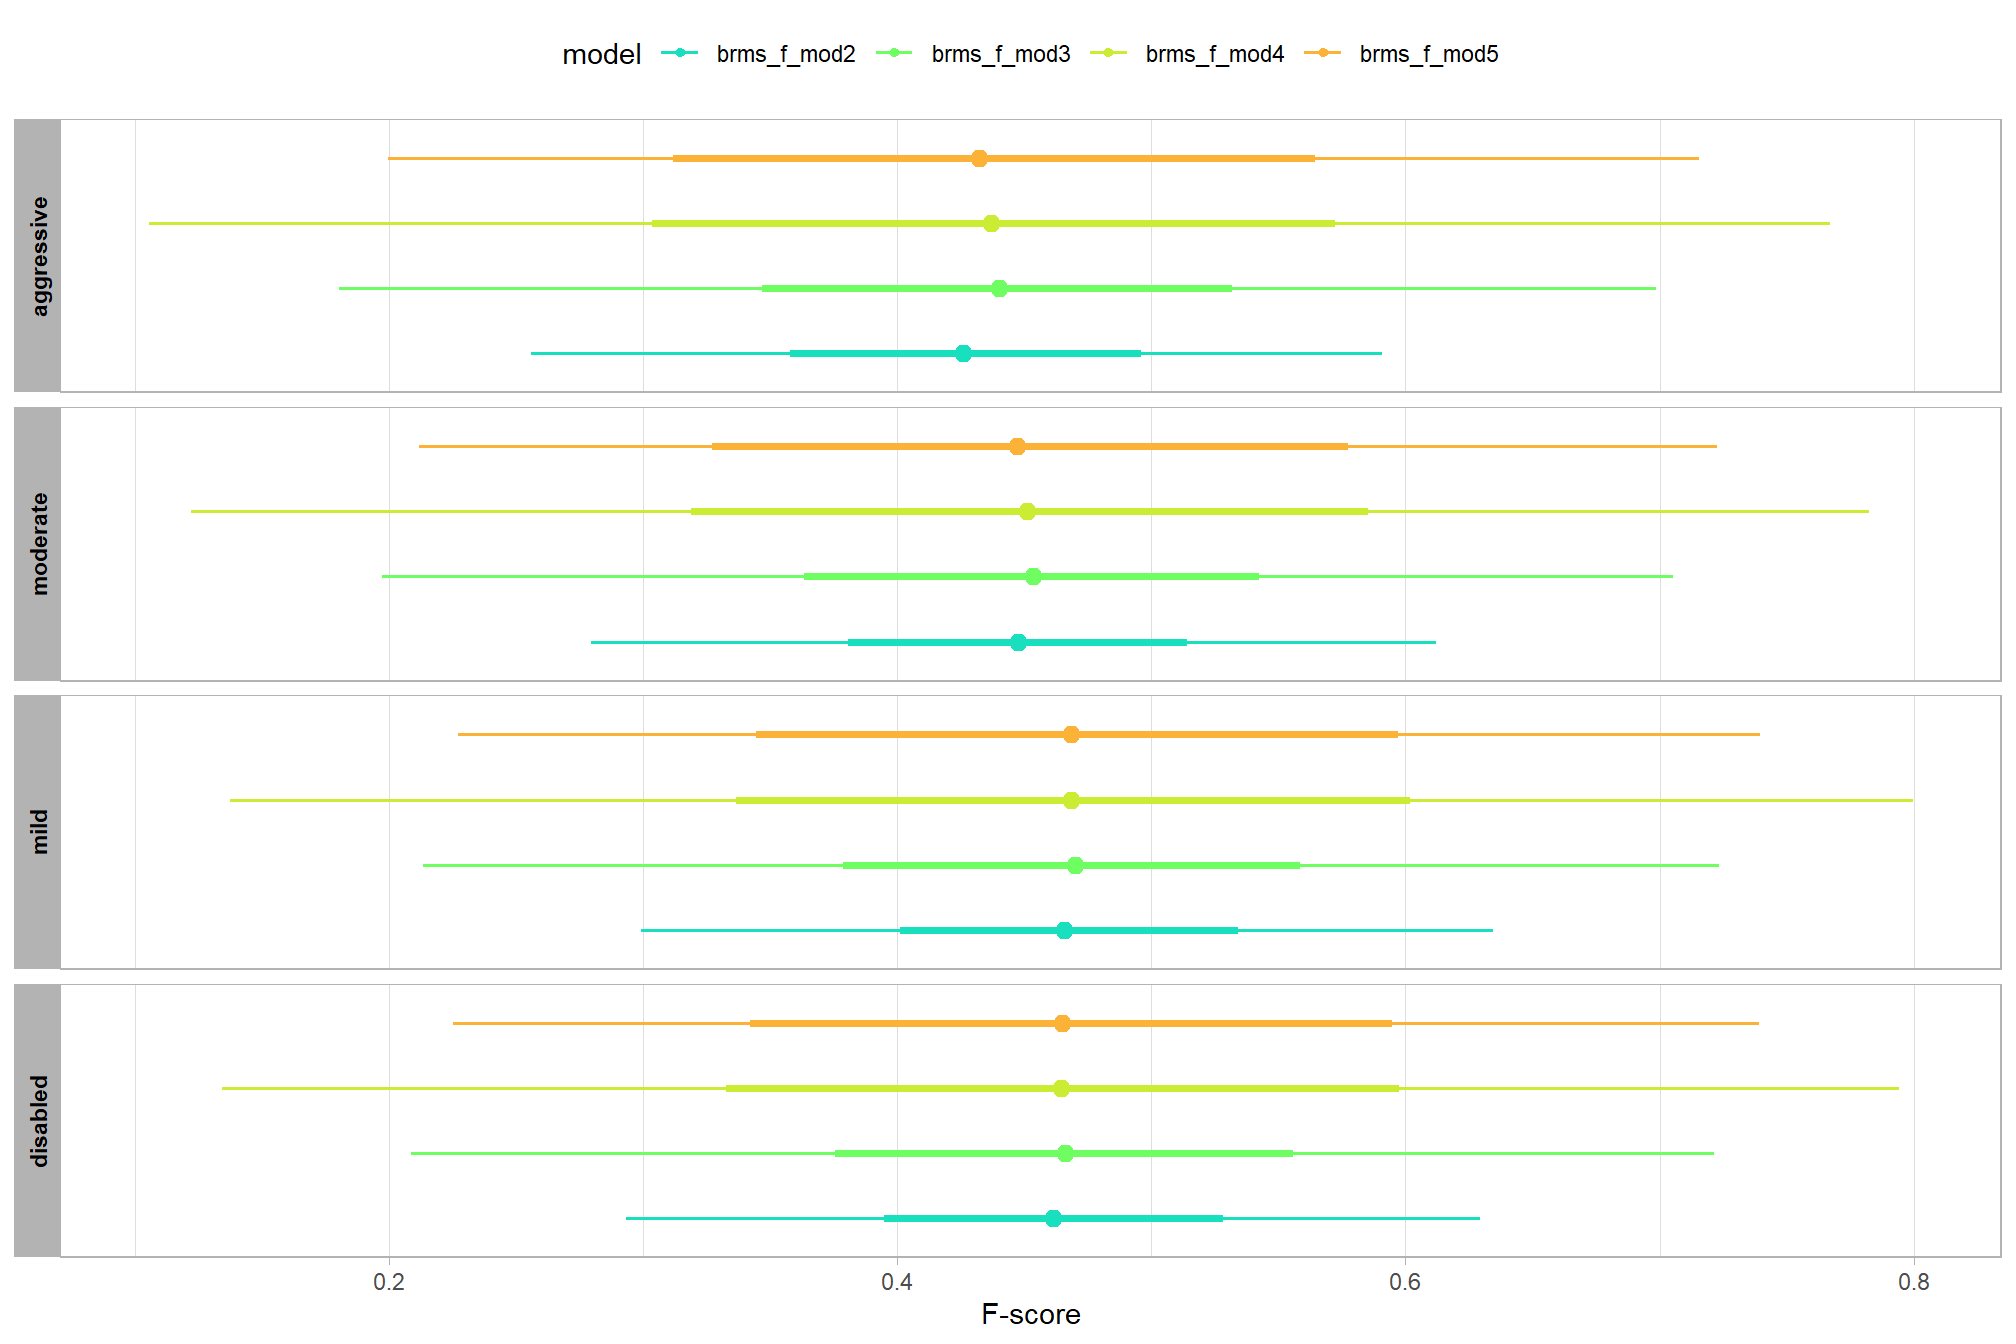 model brms_f_mod2 brms_f_mod3 brms_f_mod4 brms_f_mod5
aggressive
moderate
mild
disabled
0.2 0.4 0.6 0.8
F-score